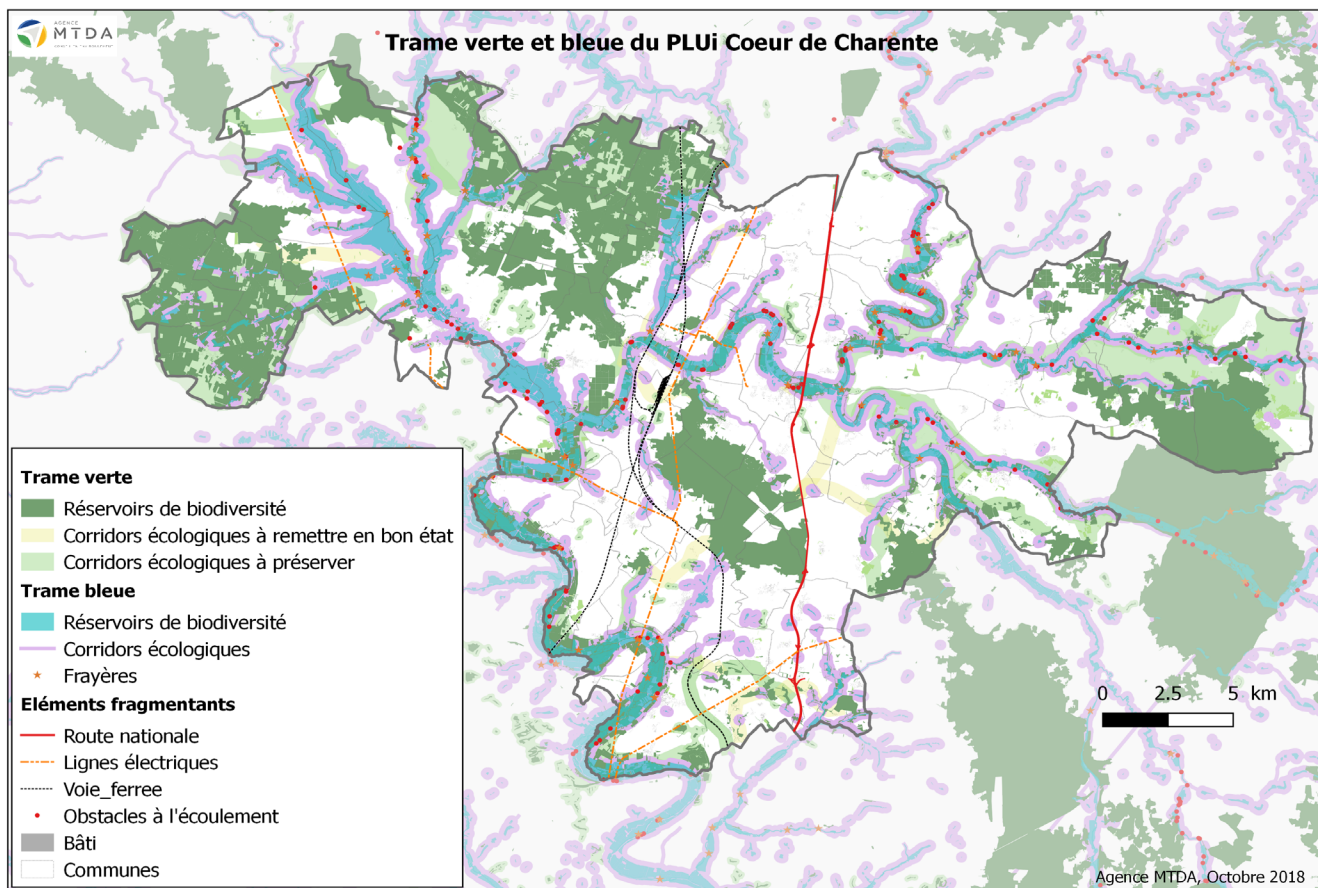 AGENCE
MTDA
Trame verte et bleue du PLUi Coeur de Charente
Trame verte
Réservoirs de biodiversité
Corridors écologiques à remettre en bon état
Corridors écologiques à préserver
Trame bleue
Réservoirs de biodiversité
Corridors écologiques
Frayères
Eléments fragmentants
Route nationale
Lignes électriques
Voie_ferree
Obstacles à l'écoulement
Bâti
Communes
0 2.5 5 km
Agence MTDA, Octobre 2018